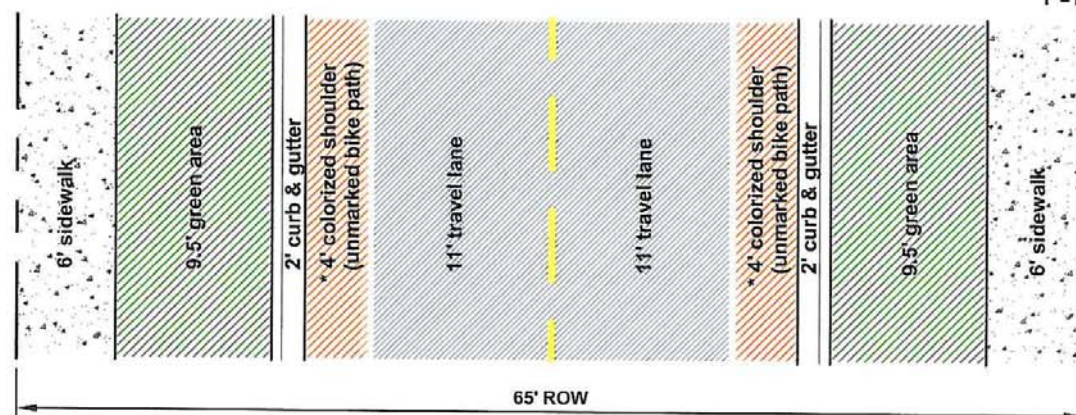 6' sidewalk
9.5' green area
2' curb & gutter
* 4' colorized shoulder
(unmarked bike path)
11' travel lane
11' travel lane
* 4' colorized shoulder
(unmarked bike path)
2' curb & gutter
9.5' green area
6' sidewalk
65' ROW